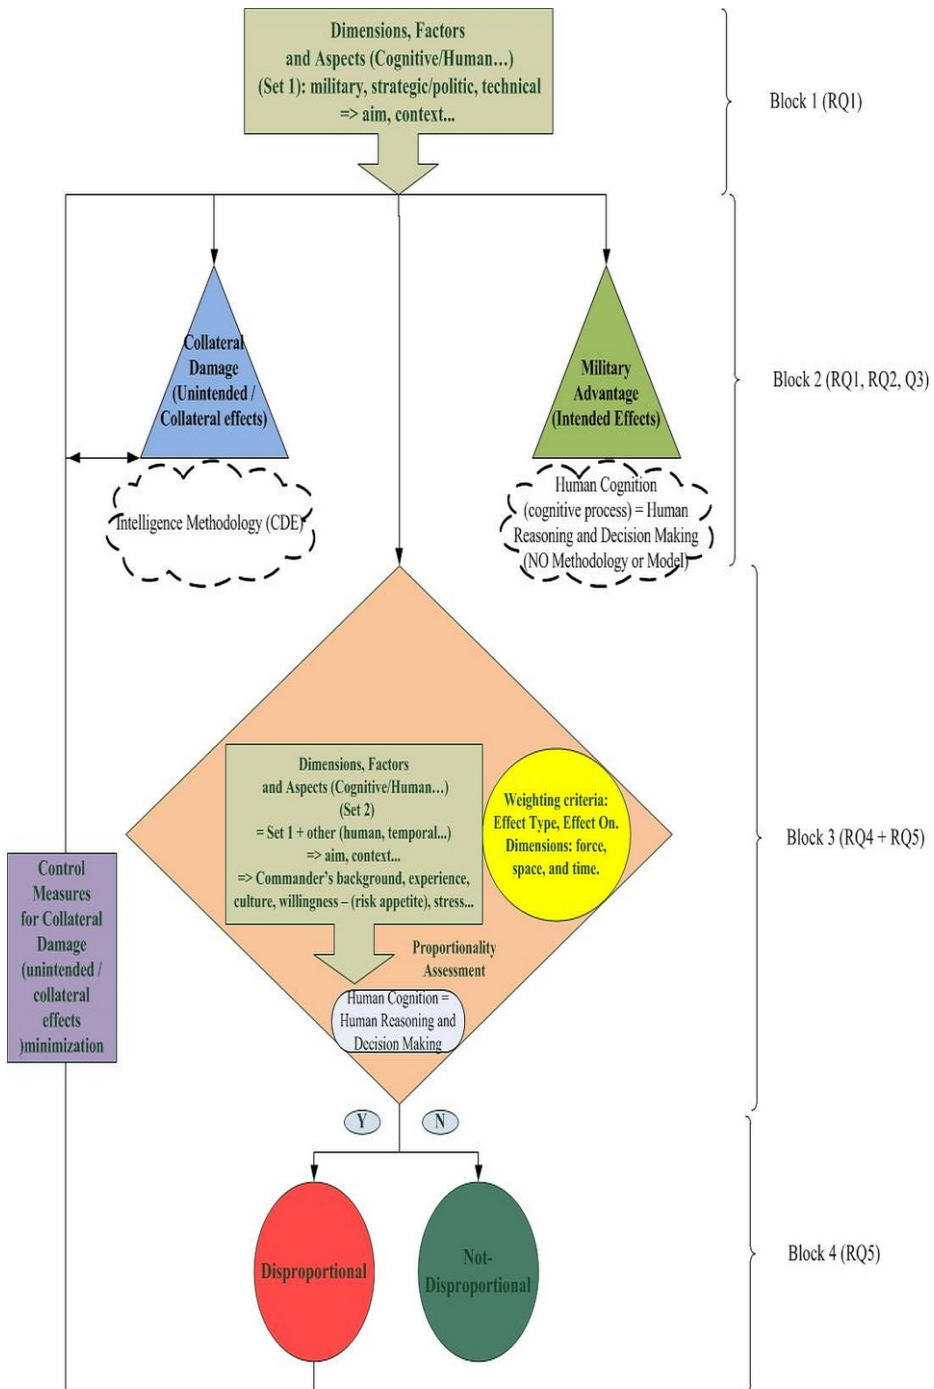 Dimensions, Factors
and Aspects (Cognitive/Human…)
(Set 1): military, strategic/politic, technical
=> aim, context...
Block 1 (RQ1)
Collateral
Damage
(Unintended /
Collateral effects)
Military
Advantage
(Intended Effects)
Block 2 (RQ1, RQ2, Q3)
Intelligence Methodology (CDE)
Human Cognition
(cognitive process) = Human
Reasoning and Decision Making
(NO Methodology or Model)
Dimensions, Factors
and Aspects (Cognitive/Human…)
(Set 2)
= Set 1 + other (human, temporal...)
=> aim, context...
=> Commander's background, experience,
culture, willingness – (risk appetite), stress...
Weighting criteria:
Effect Type, Effect On.
Dimensions: force,
space, and time.
Block 3 (RQ4 + RQ5)
Control
Measures
for Collateral
Damage
(unintended /
collateral
effects
)minimization
Proportionality
Assessment
Human Cognition =
Human Reasoning and
Decision Making
Y
N
Disproportional
Not-
Disproportional
Block 4 (RQ5)